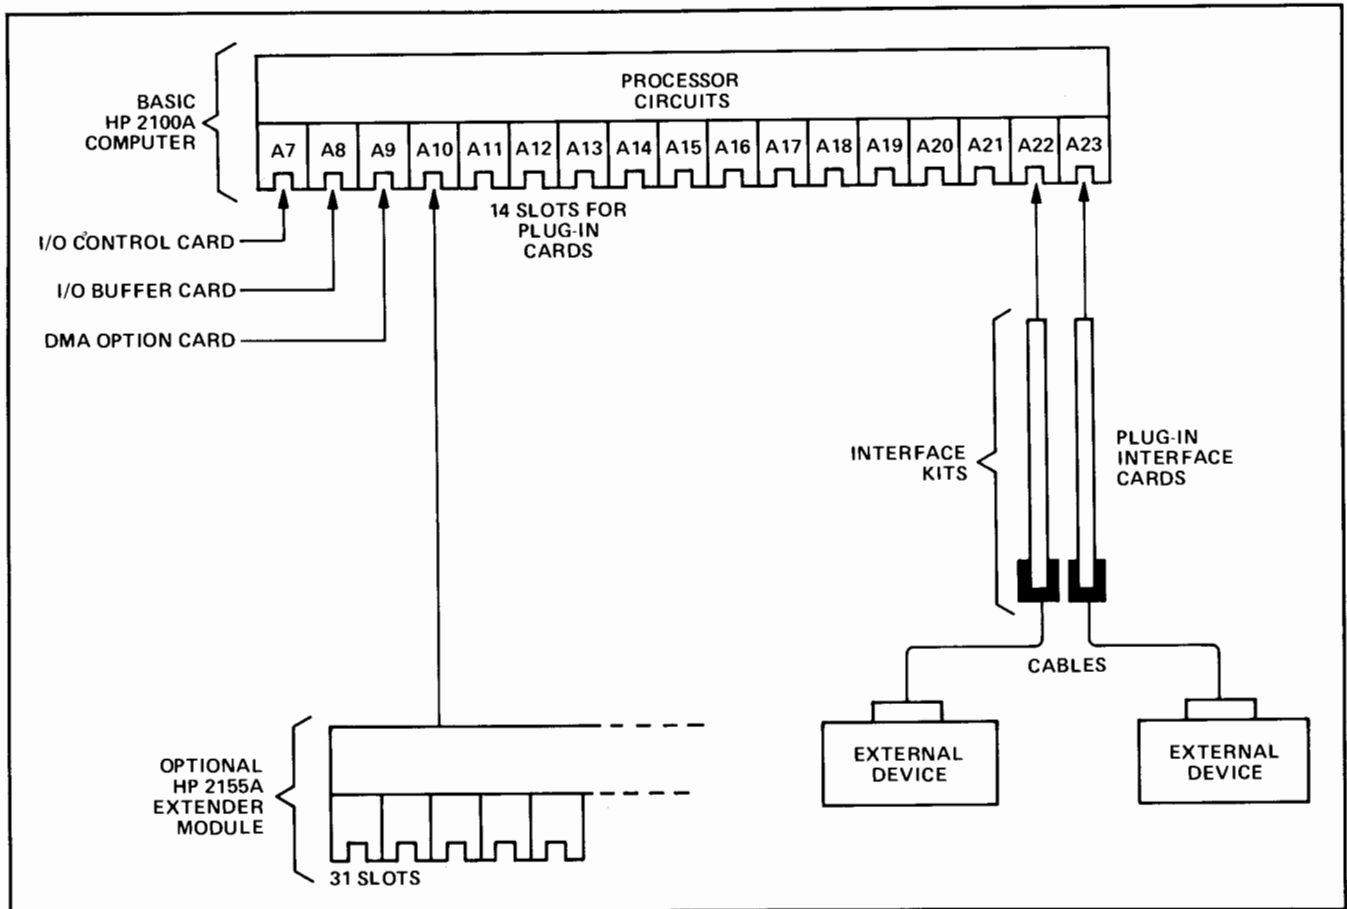 PROCESSOR
CIRCUITS
BASIC
HP 2100A
COMPUTER
A7 A8 A9 A10 A11 A12 A13 A14 A15 A16 A17 A18 A19 A20 A21 A22 A23
14 SLOTS FOR
PLUG-IN
CARDS
I/O CONTROL CARD
I/O BUFFER CARD
DMA OPTION CARD
INTERFACE
KITS
PLUG-IN
INTERFACE
CARDS
CABLES
OPTIONAL
HP 2155A
EXTENDER
MODULE
31 SLOTS
EXTERNAL
DEVICE
EXTERNAL
DEVICE